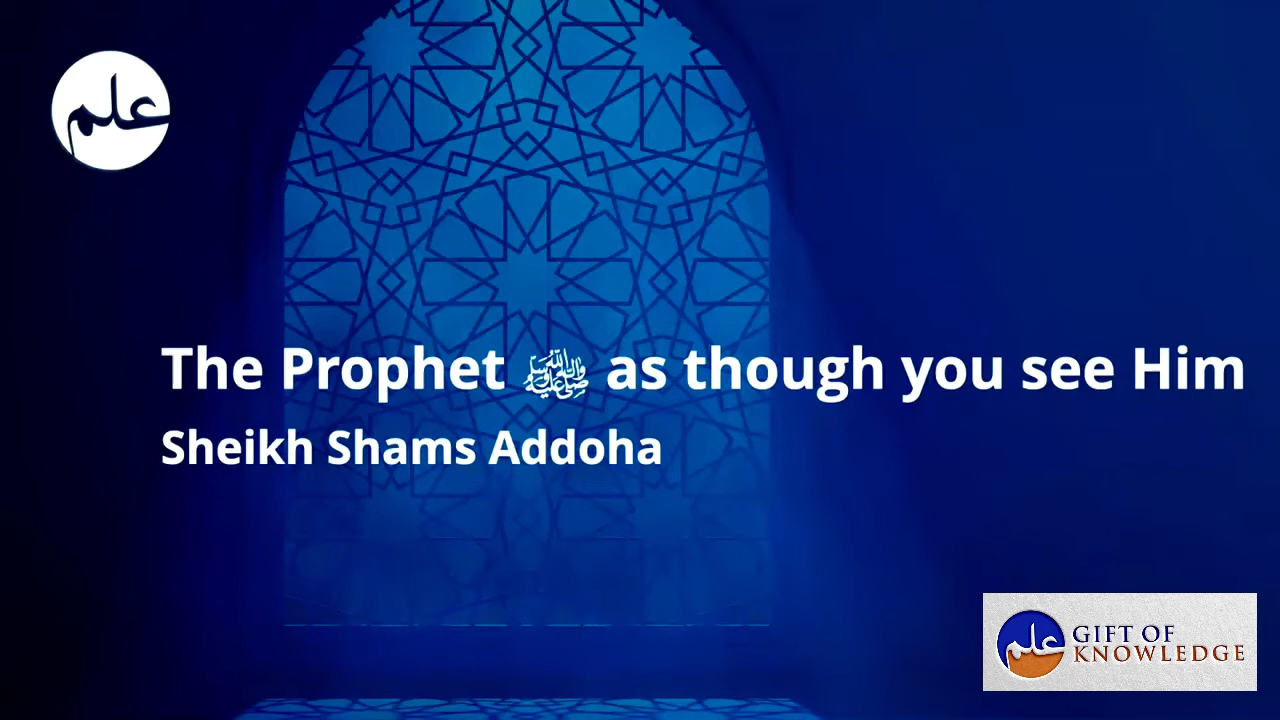 علم
The Prophet ﷺ as though you see Him
Sheikh Shams Addoha
علم
GIFT OF
KNOWLEDGE